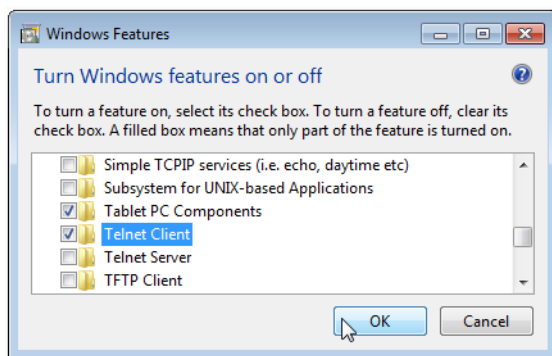 Windows Features
Turn Windows features on or off
To turn a feature on, select its check box. To turn a feature off, clear its
check box. A filled box means that only part of the feature is turned on.
Simple TCPIP services (i.e. echo, daytime etc)
Subsystem for UNIX-based Applications
Tablet PC Components
Telnet Client
Telnet Server
TFTP Client
OK Cancel